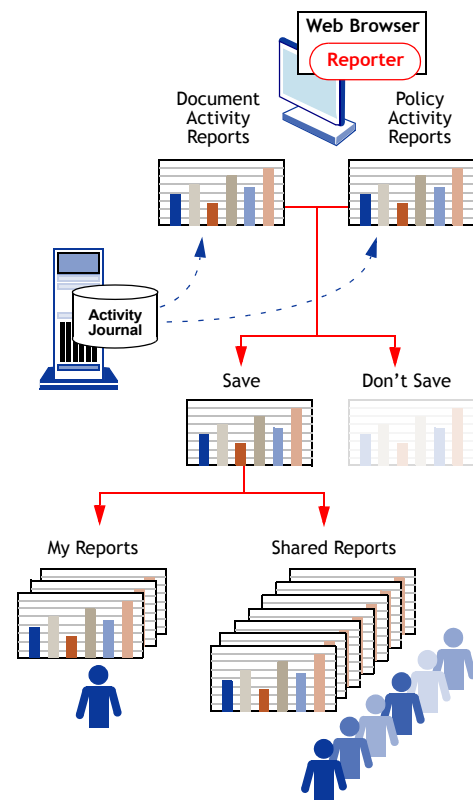 Web Browser
Reporter
Document
Activity
Reports
Policy
Activity
Reports
Activity
Journal
Save
Don't Save
My Reports
Shared Reports